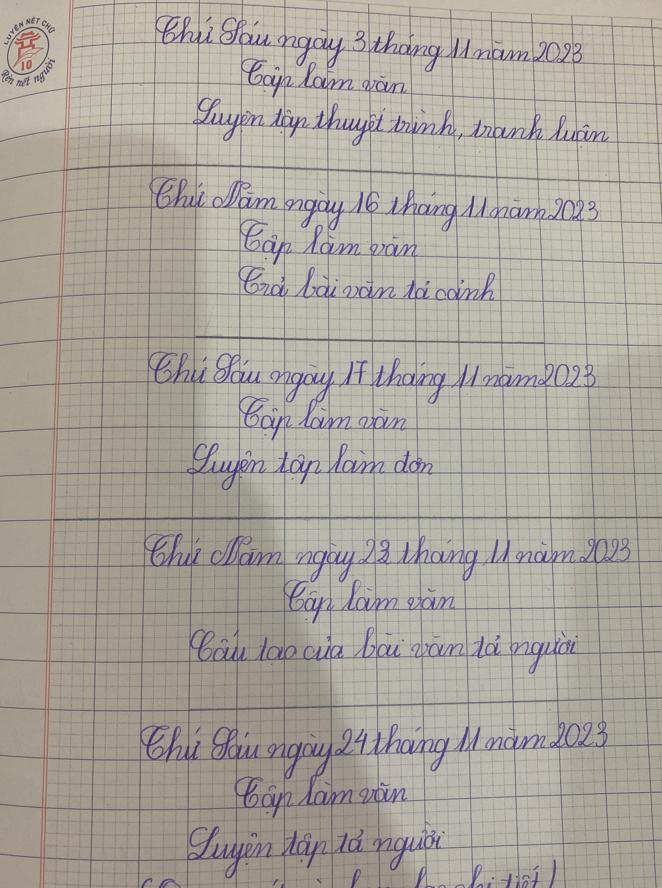 LUYỆN NÉT CHỮ
10
Rèn nết người
Thứ Sáu ngày 3 tháng 11 năm 2023
Tập làm văn
Luyện tập thuyết trình, tranh luận
Thứ Năm ngày 16 tháng 11 năm 2023
Tập làm văn
Trả bài văn tả cảnh
Thứ Sáu ngày 17 tháng 11 năm 2023
Tập làm văn
Luyện tập làm đơn
Thứ Năm ngày 23 tháng 11 năm 2023
Tập làm văn
Cấu tạo của bài văn tả người
Thứ Sáu ngày 24 tháng 11 năm 2023
Tập làm văn
Luyện tập tả người
chi tiết)